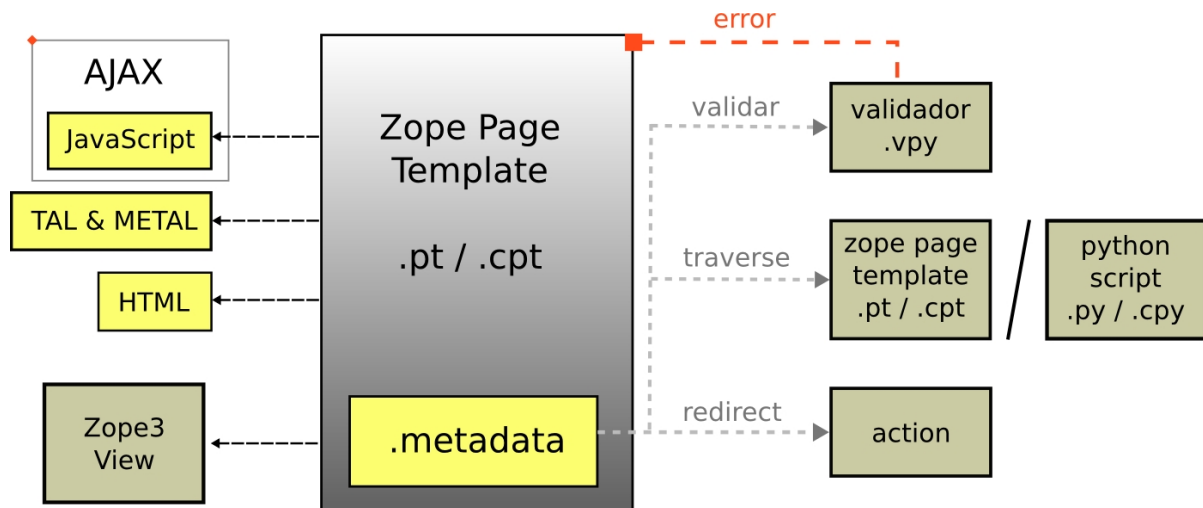 error
AJAX
JavaScript
TAL & METAL
HTML
Zope3
View
Zope Page
Template
.pt / .cpt
.metadata
validar
traverse
redirect
validador
.vpy
zope page
template
.pt / .cpt
/
python
script
.py / .cpy
action